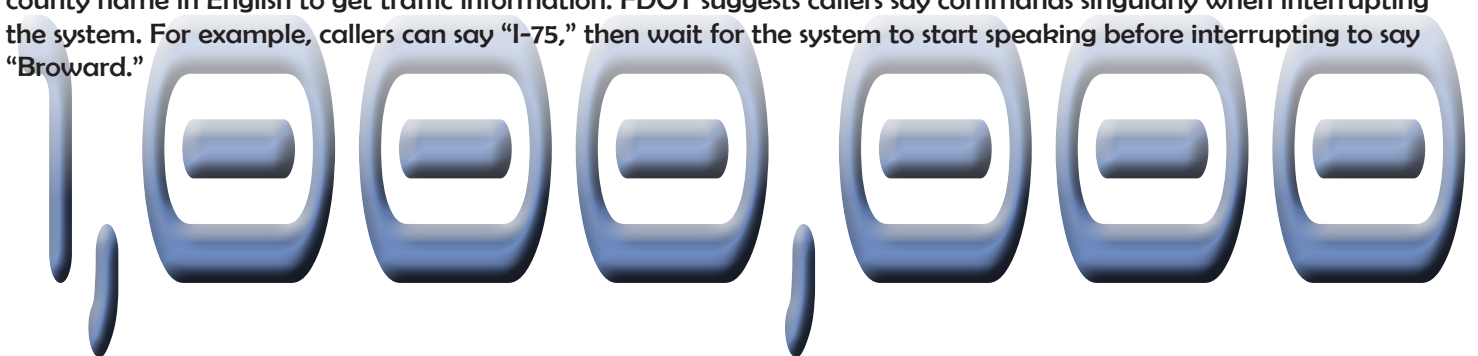 county name in English to get traffic information. FDOT suggests callers say commands singularly when interrupting
the system. For example, callers can say “I-75,” then wait for the system to start speaking before interrupting to say
“Broward.”
1,000,000